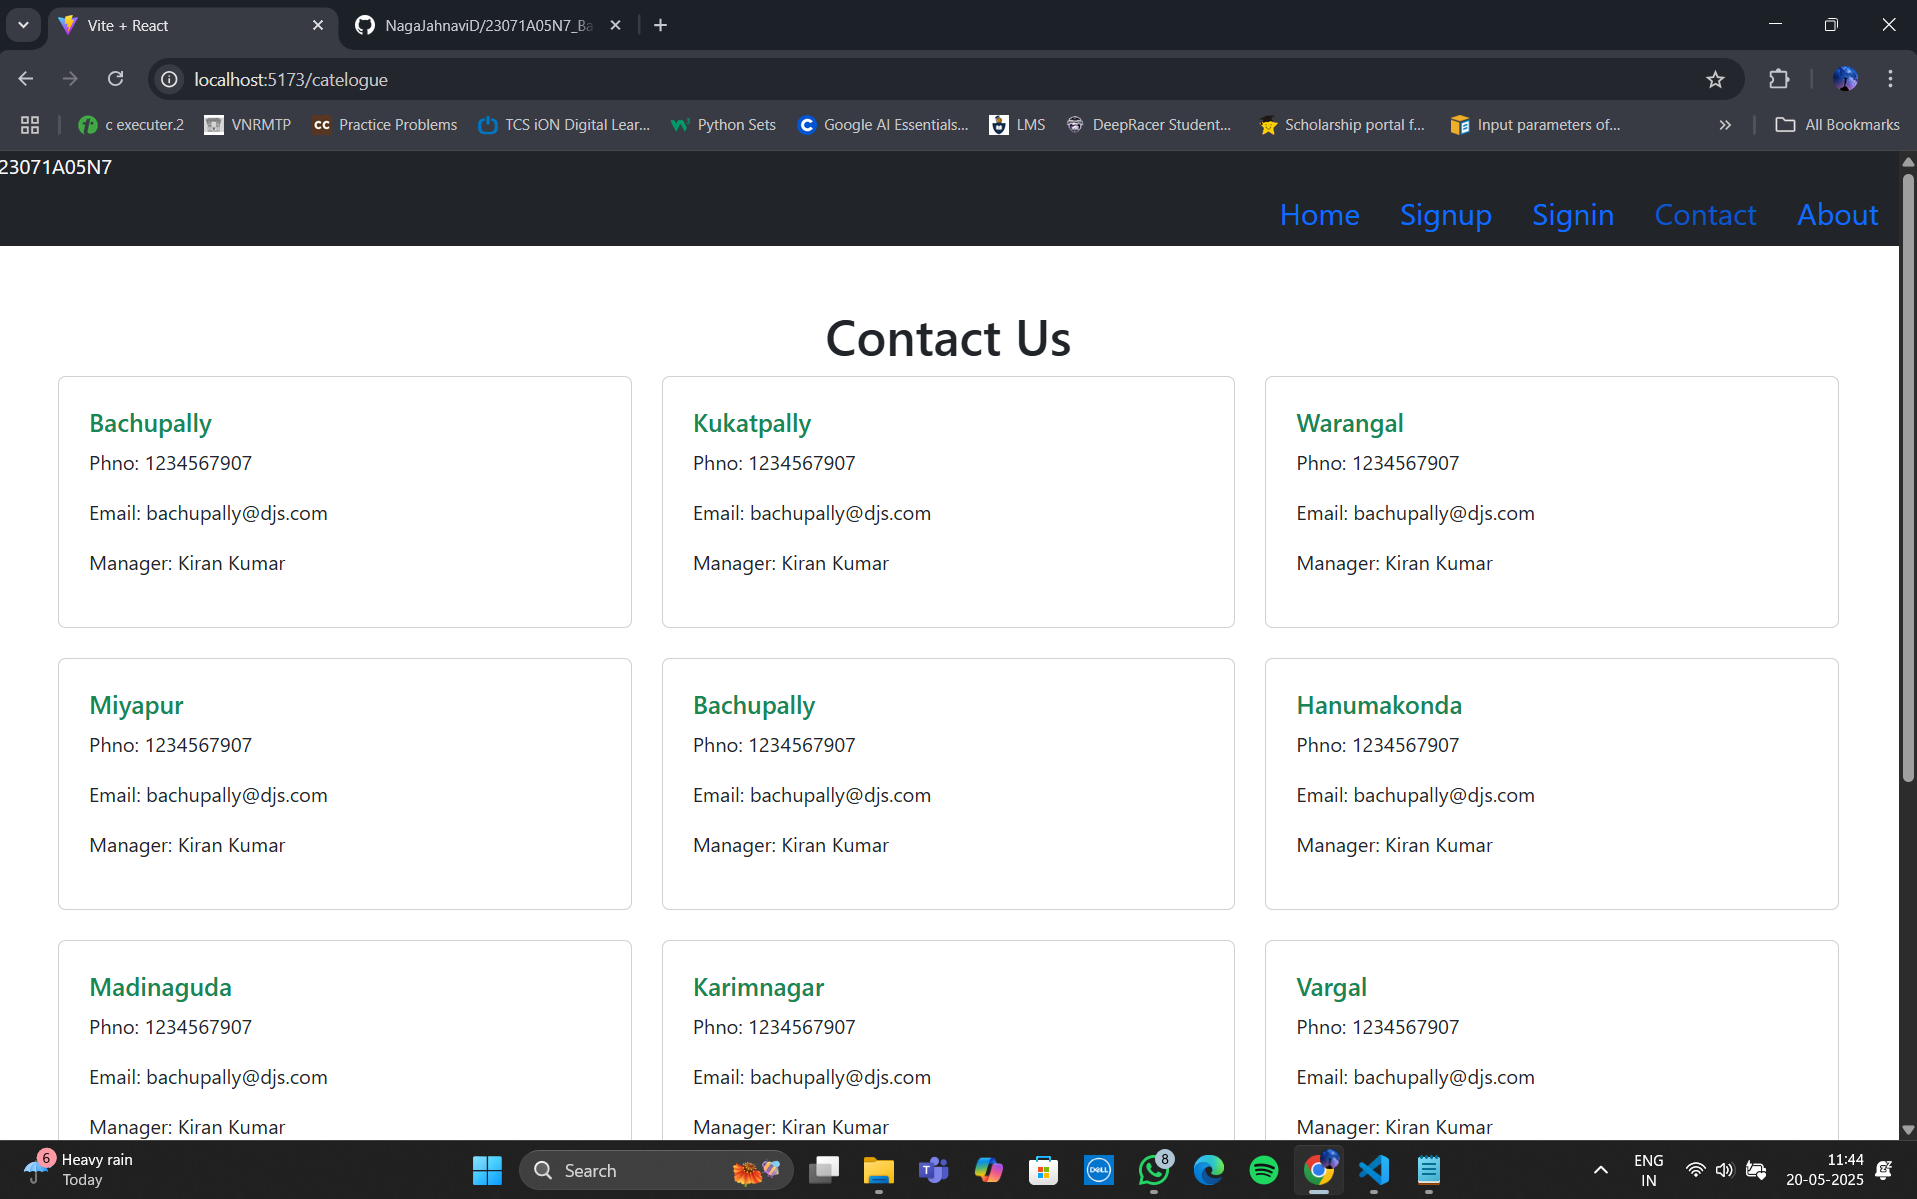 Vite + React
NagaJahnaviD/23071A05N7_Ba
localhost:5173/catelogue
c executer.2 VNRMTP Practice Problems TCS iON Digital Lear... Python Sets Google AI Essentials... LMS DeepRacer Student... Scholarship portal f... Input parameters of... » All Bookmarks
23071A05N7
Home Signup Signin Contact About
Contact Us
Bachupally
Phno: 1234567907
Email: bachupally@djs.com
Manager: Kiran Kumar
Kukatpally
Phno: 1234567907
Email: bachupally@djs.com
Manager: Kiran Kumar
Warangal
Phno: 1234567907
Email: bachupally@djs.com
Manager: Kiran Kumar
Miyapur
Phno: 1234567907
Email: bachupally@djs.com
Manager: Kiran Kumar
Bachupally
Phno: 1234567907
Email: bachupally@djs.com
Manager: Kiran Kumar
Hanumakonda
Phno: 1234567907
Email: bachupally@djs.com
Manager: Kiran Kumar
Madinaguda
Phno: 1234567907
Email: bachupally@djs.com
Manager: Kiran Kumar
Karimnagar
Phno: 1234567907
Email: bachupally@djs.com
Manager: Kiran Kumar
Vargal
Phno: 1234567907
Email: bachupally@djs.com
Manager: Kiran Kumar
6
Heavy rain
Today
Search
DELL
8
ENG
IN
11:44
20-05-2025